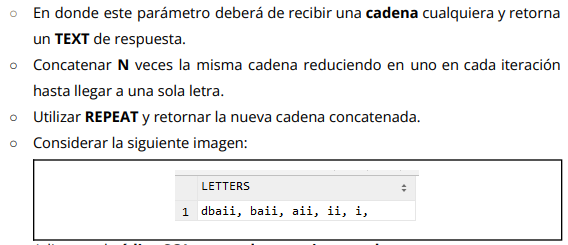 ○ En donde este parámetro deberá de recibir una cadena cualquiera y retorna
un TEXT de respuesta.
○ Concatenar N veces la misma cadena reduciendo en uno en cada iteración
hasta llegar a una sola letra.
○ Utilizar REPEAT y retornar la nueva cadena concatenada.
○ Considerar la siguiente imagen:
LETTERS
1 dbaii, baii, aii, ii, i,